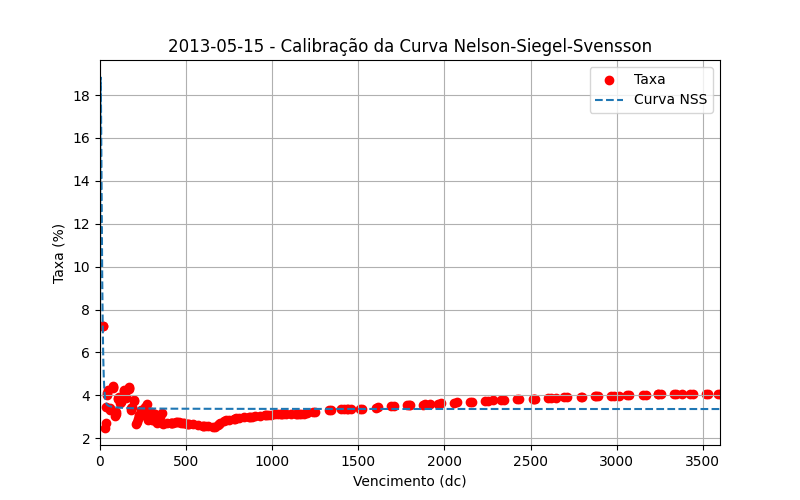 2013-05-15 - Calibração da Curva Nelson-Siegel-Svensson
Taxa
Curva NSS
Taxa (%)
18
16
14
12
10
8
6
4
2
0 500 1000 1500 2000 2500 3000 3500
Vencimento (dc)